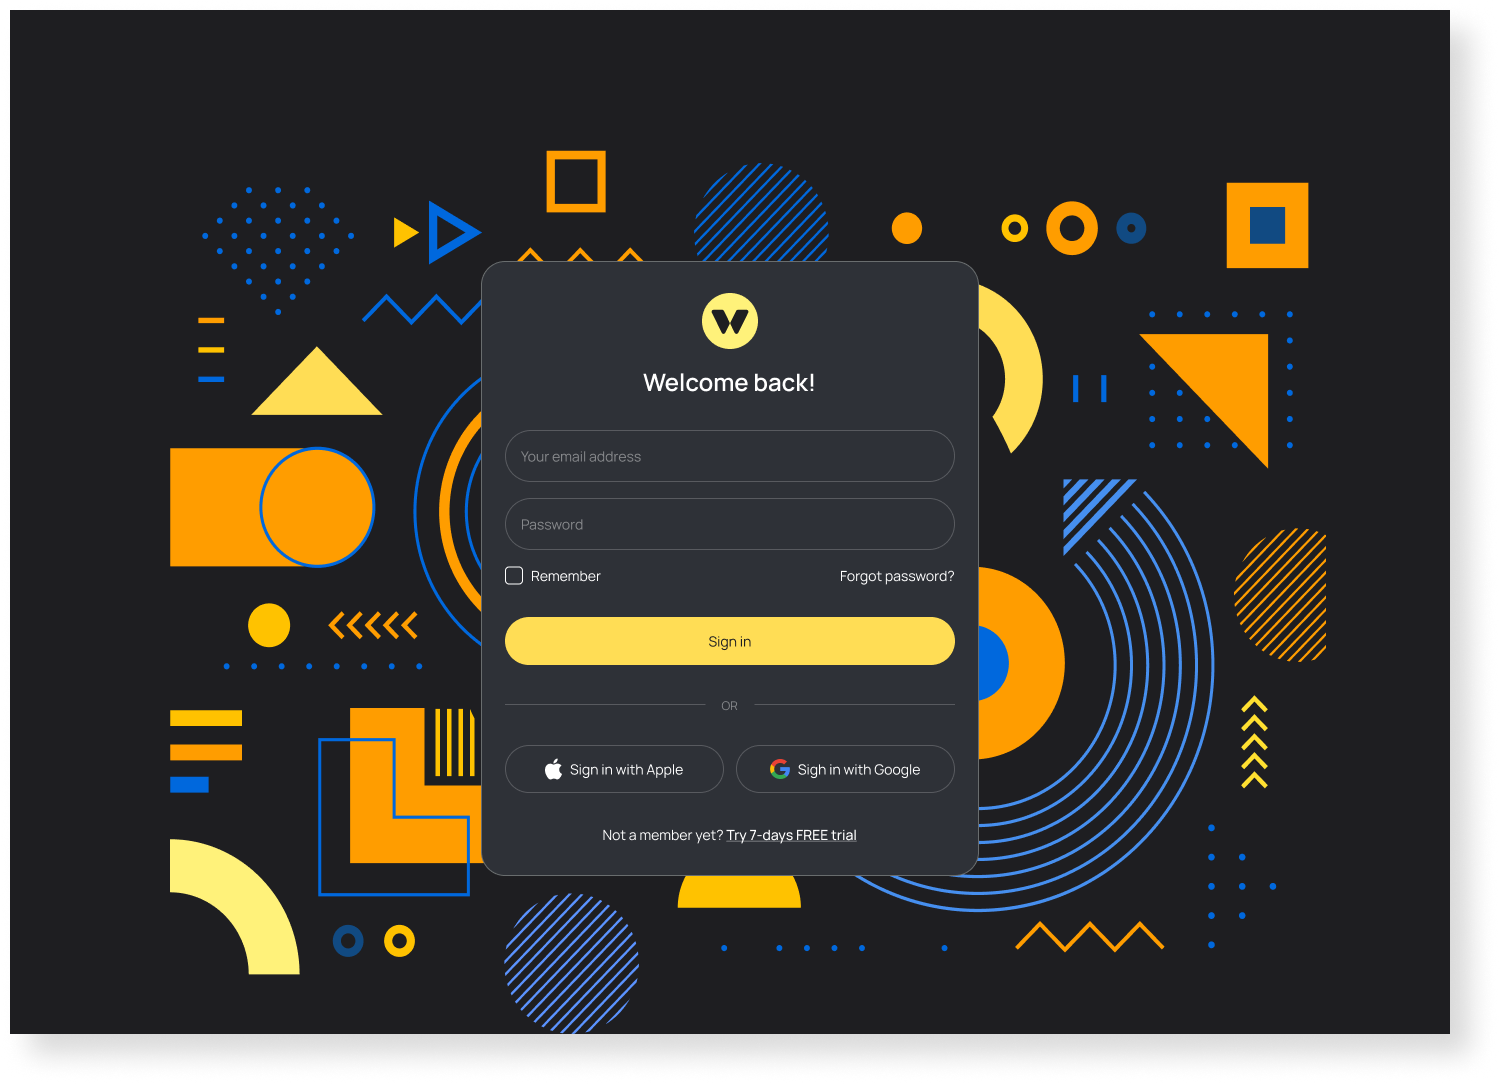 Welcome back!
Your email address
Password
Remember
Forgot password?
Sign in
OR
Sign in with Apple
Sigh in with Google
Not a member yet? Try 7-days FREE trial